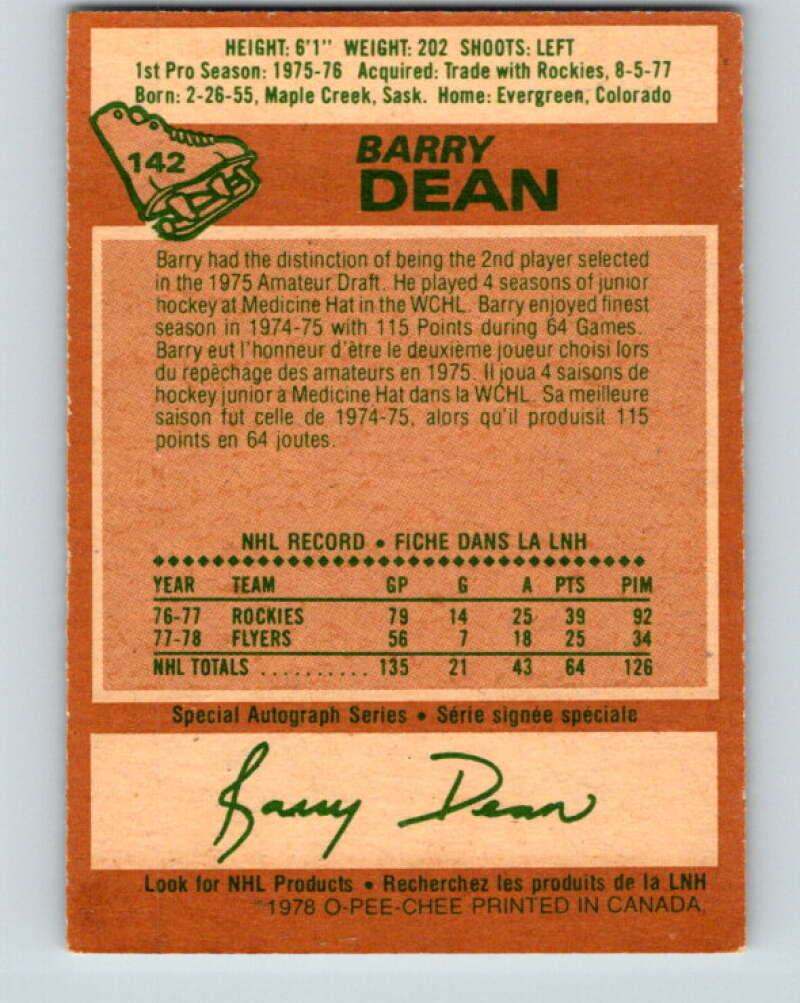 HEIGHT: 6'1" WEIGHT: 202 SHOOTS: LEFT
1st Pro Season: 1975-76 Acquired: Trade with Rockies, 8-5-77
Born: 2-26-55, Maple Creek, Sask. Home: Evergreen, Colorado
142
BARRY
DEAN
Barry had the distinction of being the 2nd player selected
in the 1975 Amateur Draft. He played 4 seasons of junior
hockey at Medicine Hat in the WCHL. Barry enjoyed finest
season in 1974-75 with 115 Points during 64 Games.
Barry eut l'honneur d'être le deuxième joueur choisi lors
du repêchage des amateurs en 1975. Il joua 4 saisons de
hockey junior à Medicine Hat dans la WCHL. Sa meilleure
saison fut celle de 1974-75, alors qu'il produisit 115
points en 64 joutes.
NHL RECORD • FICHE DANS LA LNH
YEAR TEAM GP G A PTS PIM
76-77 ROCKIES 79 14 25 39 92
77-78 FLYERS 56 7 18 25 34
NHL TOTALS .......... 135 21 43 64 126
Special Autograph Series • Série signée spéciale
Barry Dean
Look for NHL Products • Recherchez les produits de la LNH
*1978 O-PEE-CHEE PRINTED IN CANADA